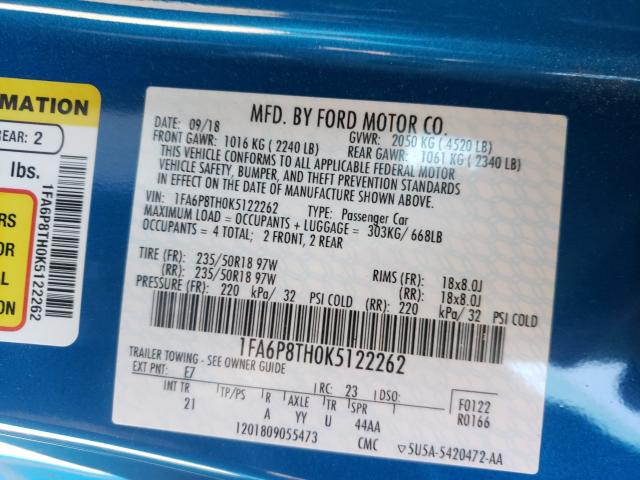 MATION
REAR: 2
lbs.
RS
OR
AL
S
1FA6P8TH0K5122262
MFD. BY FORD MOTOR CO.
DATE: 09/18 GVWR: 2050 KG ( 4520 LB)
FRONT GAWR: 1016 KG ( 2240 LB) REAR GAWR: 1061 KG ( 2340 LB)
THIS VEHICLE CONFORMS TO ALL APPLICABLE FEDERAL MOTOR
VEHICLE SAFETY, BUMPER, AND THEFT PREVENTION STANDARDS
IN EFFECT ON THE DATE OF MANUFACTURE SHOWN ABOVE.
VIN: 1FA6P8TH0K5122262 TYPE: Passenger Car
MAXIMUM LOAD = OCCUPANTS + LUGGAGE = 303KG/ 668LB
OCCUPANTS = 4 TOTAL; 2 FRONT, 2 REAR
TIRE (FR): 235/50R18 97W RIMS (FR): 18x8.0J
(RR): 235/50R18 97W (RR): 18x8.0J
PRESSURE (FR): 220 kPa/ 32 PSI COLD (RR): 220 kPa/ 32 PSI COLD
1FA6P8TH0K5122262
TRAILER TOWING - SEE OWNER GUIDE
EXT PNT: E7 RC: 23 DSO: F0122
INT TR TP/PS R AXLE TR SPR R0166
21 A YY U 44AA
1201809055473 CMC 5U5A-5420472-AA